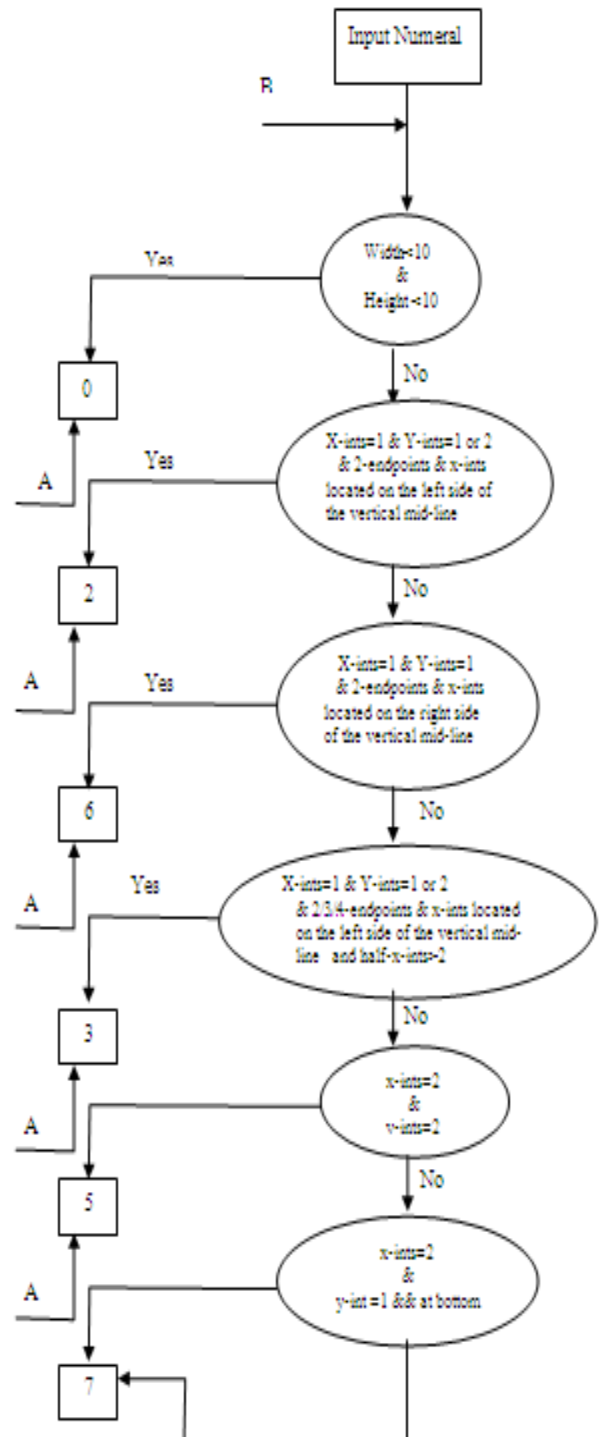 Input Numeral
B
Width<10
&
Height <10
Yes
No
0
A
X-ints=1 & Y-ints=1 or 2
& 2-endpoints & x-ints
located on the left side of
the vertical mid-line
Yes
No
2
A
X-ints=1 & Y-ints=1
& 2-endpoints & x-ints
located on the right side
of the vertical mid-line
Yes
No
6
A
X-ints=1 & Y-ints=1 or 2
& 2/3/4-endpoints & x-ints located
on the left side of the vertical mid-
line and half-x-ints>2
Yes
No
3
A
x-ints=2
&
y-ints=2
No
5
A
x-ints=2
&
y-int =1 && at bottom
7